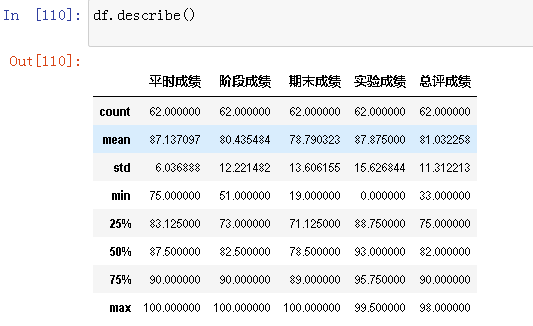 In [110]: df.describe()
Out[110]:
平时成绩 阶段成绩 期末成绩 实验成绩 总评成绩
count 62.000000 62.000000 62.000000 62.000000 62.000000
mean 87.137097 80.435484 78.790323 87.875000 81.032258
std 6.036888 12.221482 13.606155 15.626844 11.312213
min 75.000000 51.000000 19.000000 0.000000 33.000000
25% 83.125000 73.000000 71.125000 88.750000 75.000000
50% 87.500000 82.500000 78.500000 93.000000 82.000000
75% 90.000000 90.000000 89.000000 95.750000 90.000000
max 100.000000 100.000000 100.000000 99.500000 98.000000